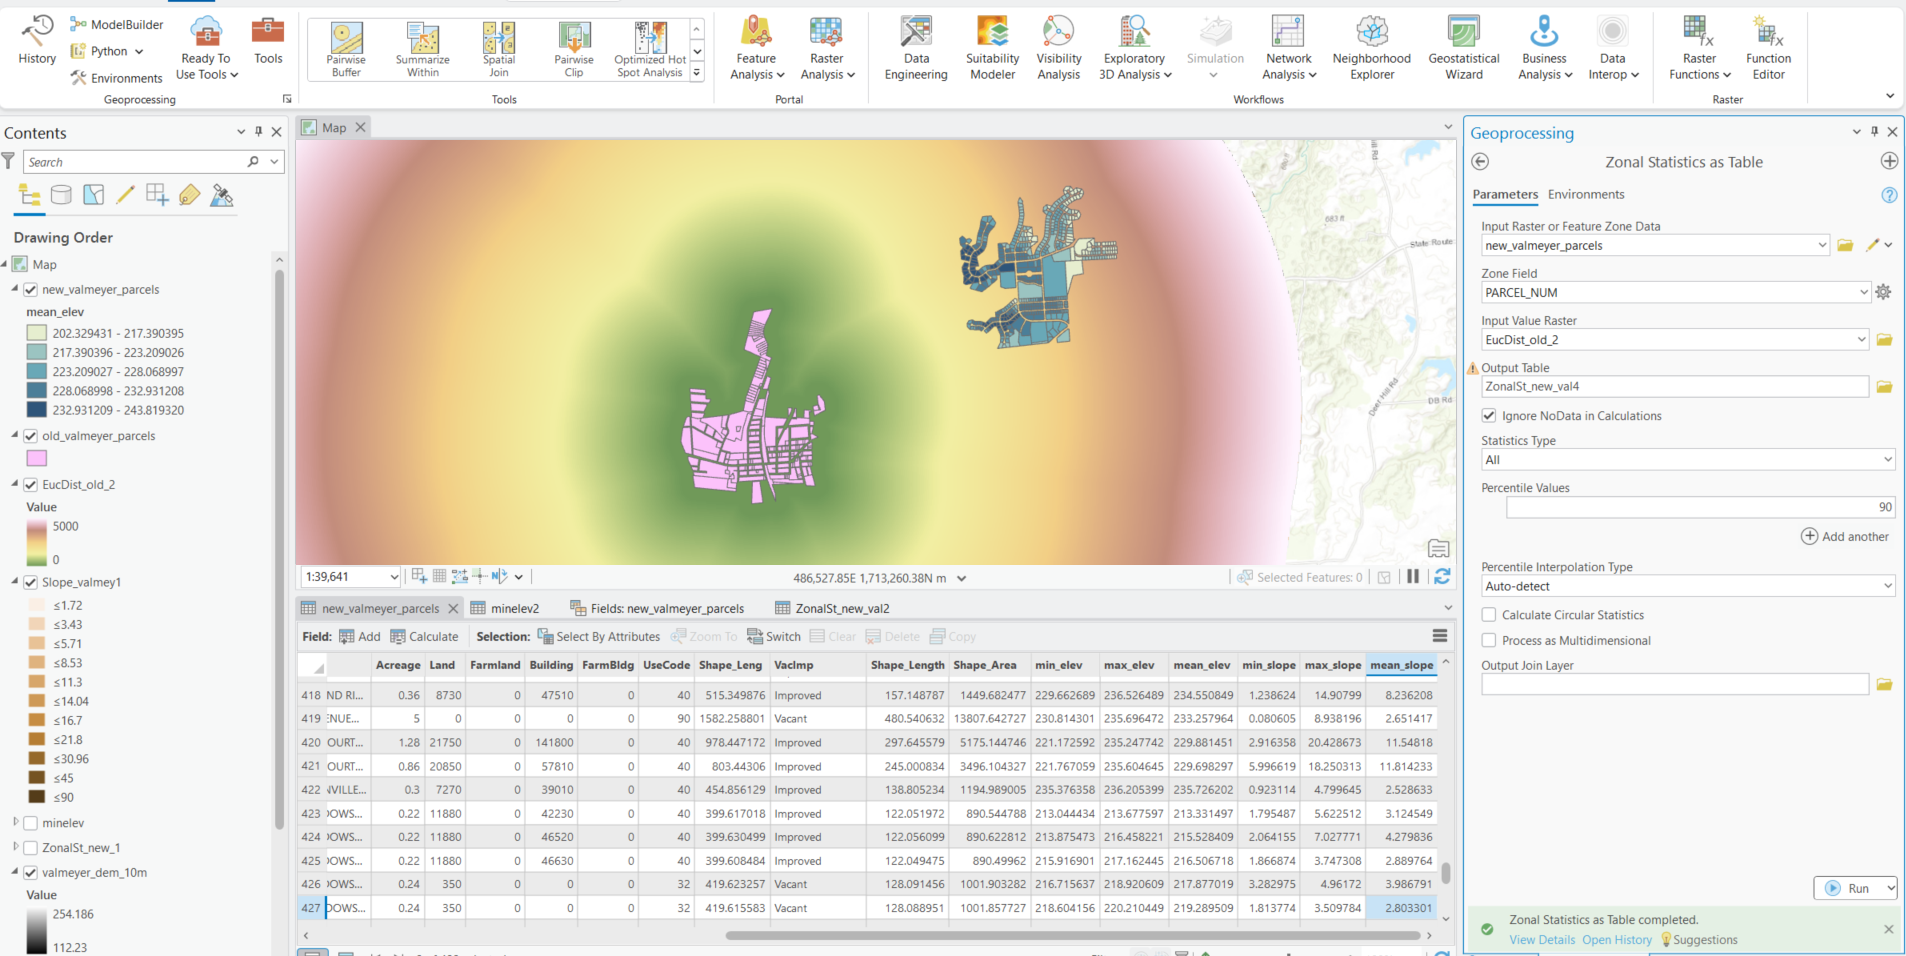 History
ModelBuilder
Python
Environments
Ready To
Use Tools
Tools
Geoprocessing
Pairwise
Buffer
Summarize
Within
Spatial
Join
Pairwise
Clip
Optimized Hot
Spot Analysis
Tools
Feature
Analysis
Raster
Analysis
Portal
Data
Engineering
Suitability
Modeler
Visibility
Analysis
Exploratory
3D Analysis
Simulation
Network
Analysis
Neighborhood
Explorer
Geostatistical
Wizard
Business
Analysis
Data
Interop
Workflows
Raster
Functions
Function
Editor
Raster
Contents
Search
Drawing Order
Map
new_valmeyer_parcels
mean_elev
202.329431 - 217.390395
217.390396 - 223.209026
223.209027 - 228.068997
228.068998 - 232.931208
232.931209 - 243.819320
old_valmeyer_parcels
EucDist_old_2
Value
5000
0
Slope_valmey1
≤1.72
≤3.43
≤5.71
≤8.53
≤11.3
≤14.04
≤16.7
≤21.8
≤30.96
≤45
≤90
minelev
ZonalSt_new_1
valmeyer_dem_10m
Value
254.186
112.23
Map
683 ft
State Route
Deer Hill Rd
DB Rd
1:39,641
486,527.85E 1,713,260.38N m
Selected Features: 0
new_valmeyer_parcels
minelev2
Fields: new_valmeyer_parcels
ZonalSt_new_val2
Field: Add Calculate Selection: Select By Attributes Zoom To Switch Clear Delete Copy
Acreage Land Farmland Building FarmBldg UseCode Shape_Leng VacImp Shape_Length Shape_Area min_elev max_elev mean_elev min_slope max_slope mean_slope
418 ND RI... 0.36 8730 0 47510 0 40 515.349876 Improved 157.148787 1449.682477 229.662689 236.526489 234.550849 1.238624 14.90799 8.236208
419 ENUE... 5 0 0 0 0 90 1582.258801 Vacant 480.540632 13807.642727 230.814301 235.696472 233.257964 0.080605 8.938196 2.651417
420 OURT... 1.28 21750 0 141800 0 40 978.447172 Improved 297.645579 5175.144746 221.172592 235.247742 229.881451 2.916358 20.428673 11.54818
421 OURT... 0.86 20850 0 57810 0 40 803.44306 Improved 245.000834 3496.104327 221.767059 235.604645 229.698297 5.996619 18.250313 11.814233
422 NVILLE... 0.3 7270 0 39010 0 40 454.856129 Improved 138.805234 1194.989005 235.376358 236.205399 235.726202 0.923114 4.799645 2.528633
423 DOWS... 0.22 11880 0 42230 0 40 399.617018 Improved 122.051972 890.544788 213.044434 213.677597 213.331497 1.795487 5.622512 3.124549
424 DOWS... 0.22 11880 0 46520 0 40 399.630499 Improved 122.056099 890.622812 213.875473 216.458221 215.528409 2.064155 7.027771 4.279836
425 DOWS... 0.22 11880 0 46630 0 40 399.608484 Improved 122.049475 890.49962 215.916901 217.162445 216.506718 1.866874 3.747308 2.889764
426 DOWS... 0.24 350 0 0 0 32 419.623257 Vacant 128.091456 1001.903282 216.715637 218.920609 217.877019 3.282975 4.96172 3.986791
427 DOWS... 0.24 350 0 0 0 32 419.615583 Vacant 128.088951 1001.857727 218.604156 220.210449 219.289509 1.813774 3.509784 2.803301
Geoprocessing
Zonal Statistics as Table
Parameters Environments
Input Raster or Feature Zone Data
new_valmeyer_parcels
Zone Field
PARCEL_NUM
Input Value Raster
EucDist_old_2
Output Table
ZonalSt_new_val4
Ignore NoData in Calculations
Statistics Type
All
Percentile Values
90
Add another
Percentile Interpolation Type
Auto-detect
Calculate Circular Statistics
Process as Multidimensional
Output Join Layer
Run
Zonal Statistics as Table completed.
View Details Open History Suggestions